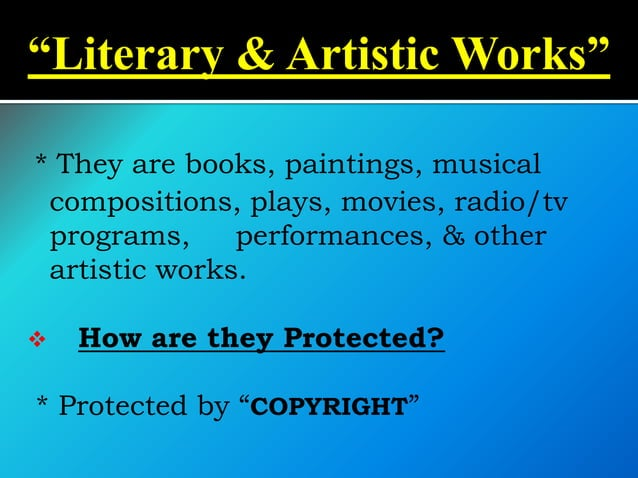 “Literary & Artistic Works”
* They are books, paintings, musical
compositions, plays, movies, radio/tv
programs, performances, & other
artistic works.
❖ How are they Protected?
* Protected by “COPYRIGHT”